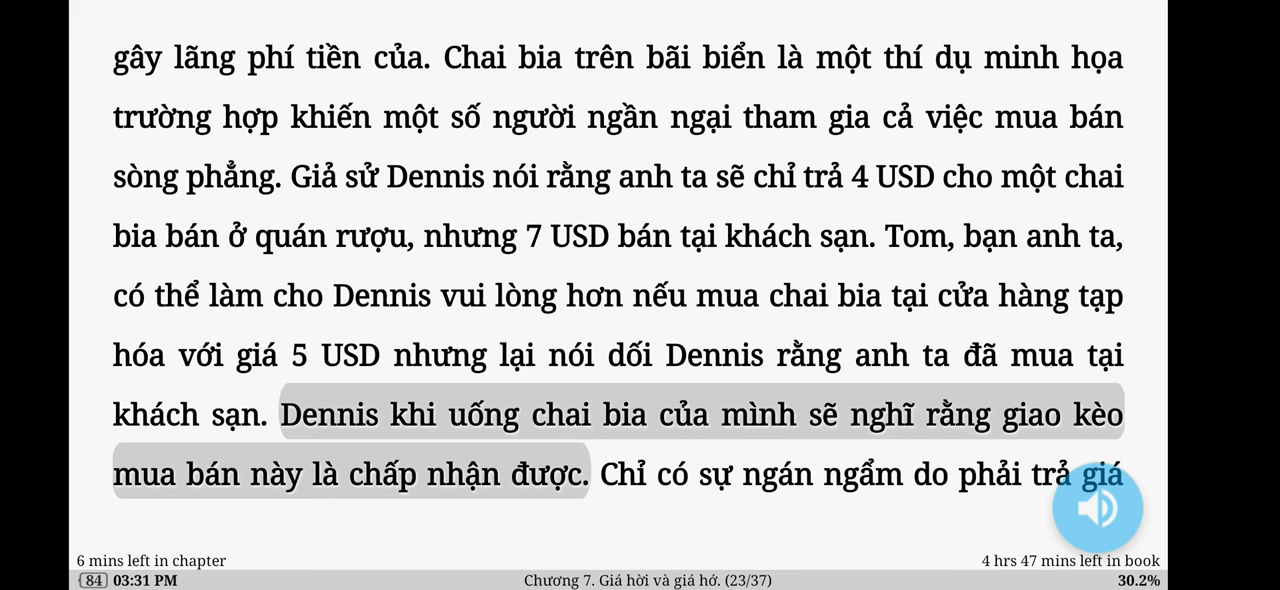 gây lãng phí tiền của. Chai bia trên bãi biển là một thí dụ minh họa
trường hợp khiến một số người ngần ngại tham gia cả việc mua bán
sòng phẳng. Giả sử Dennis nói rằng anh ta sẽ chỉ trả 4 USD cho một chai
bia bán ở quán rượu, nhưng 7 USD bán tại khách sạn. Tom, bạn anh ta,
có thể làm cho Dennis vui lòng hơn nếu mua chai bia tại cửa hàng tạp
hóa với giá 5 USD nhưng lại nói dối Dennis rằng anh ta đã mua tại
khách sạn. Dennis khi uống chai bia của mình sẽ nghĩ rằng giao kèo
mua bán này là chấp nhận được. Chỉ có sự ngán ngẩm do phải trả giá
6 mins left in chapter 4 hrs 47 mins left in book
84 03:31 PM Chương 7. Giá hời và giá hớ. (23/37) 30.2%